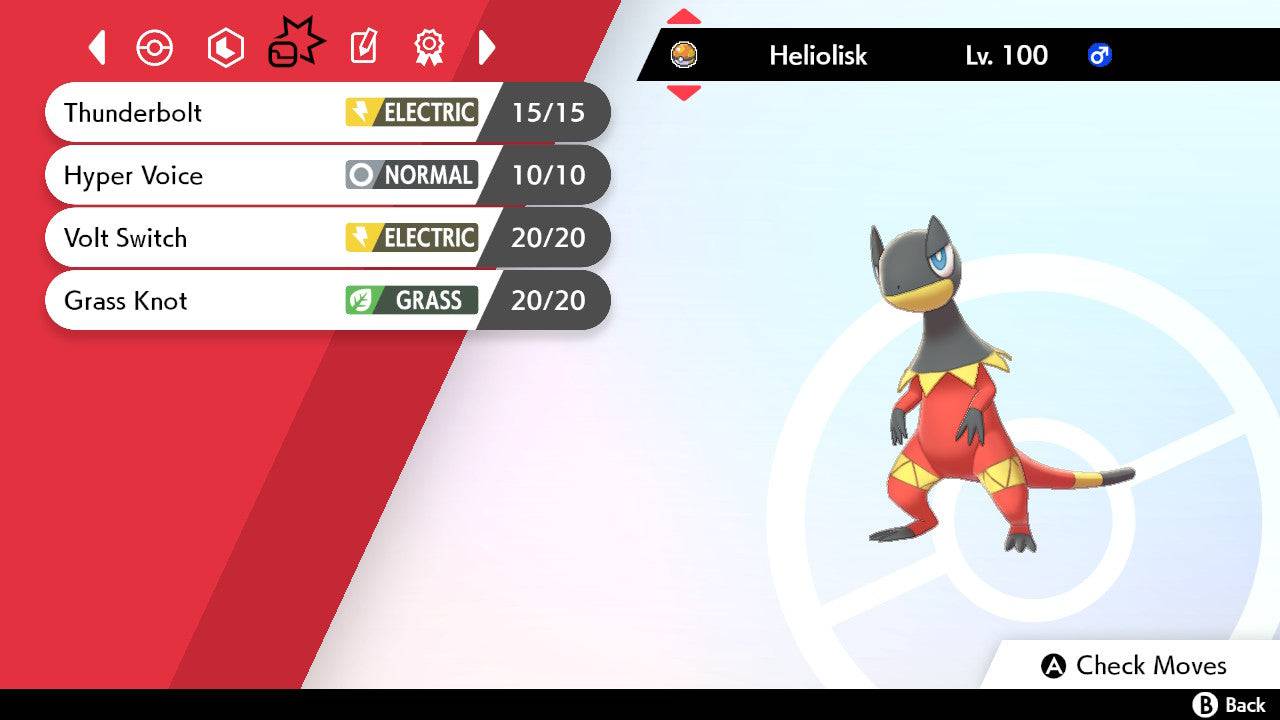 Heliolisk Lv. 100 ♂
Thunderbolt ELECTRIC 15/15
Hyper Voice NORMAL 10/10
Volt Switch ELECTRIC 20/20
Grass Knot GRASS 20/20
A Check Moves
B Back